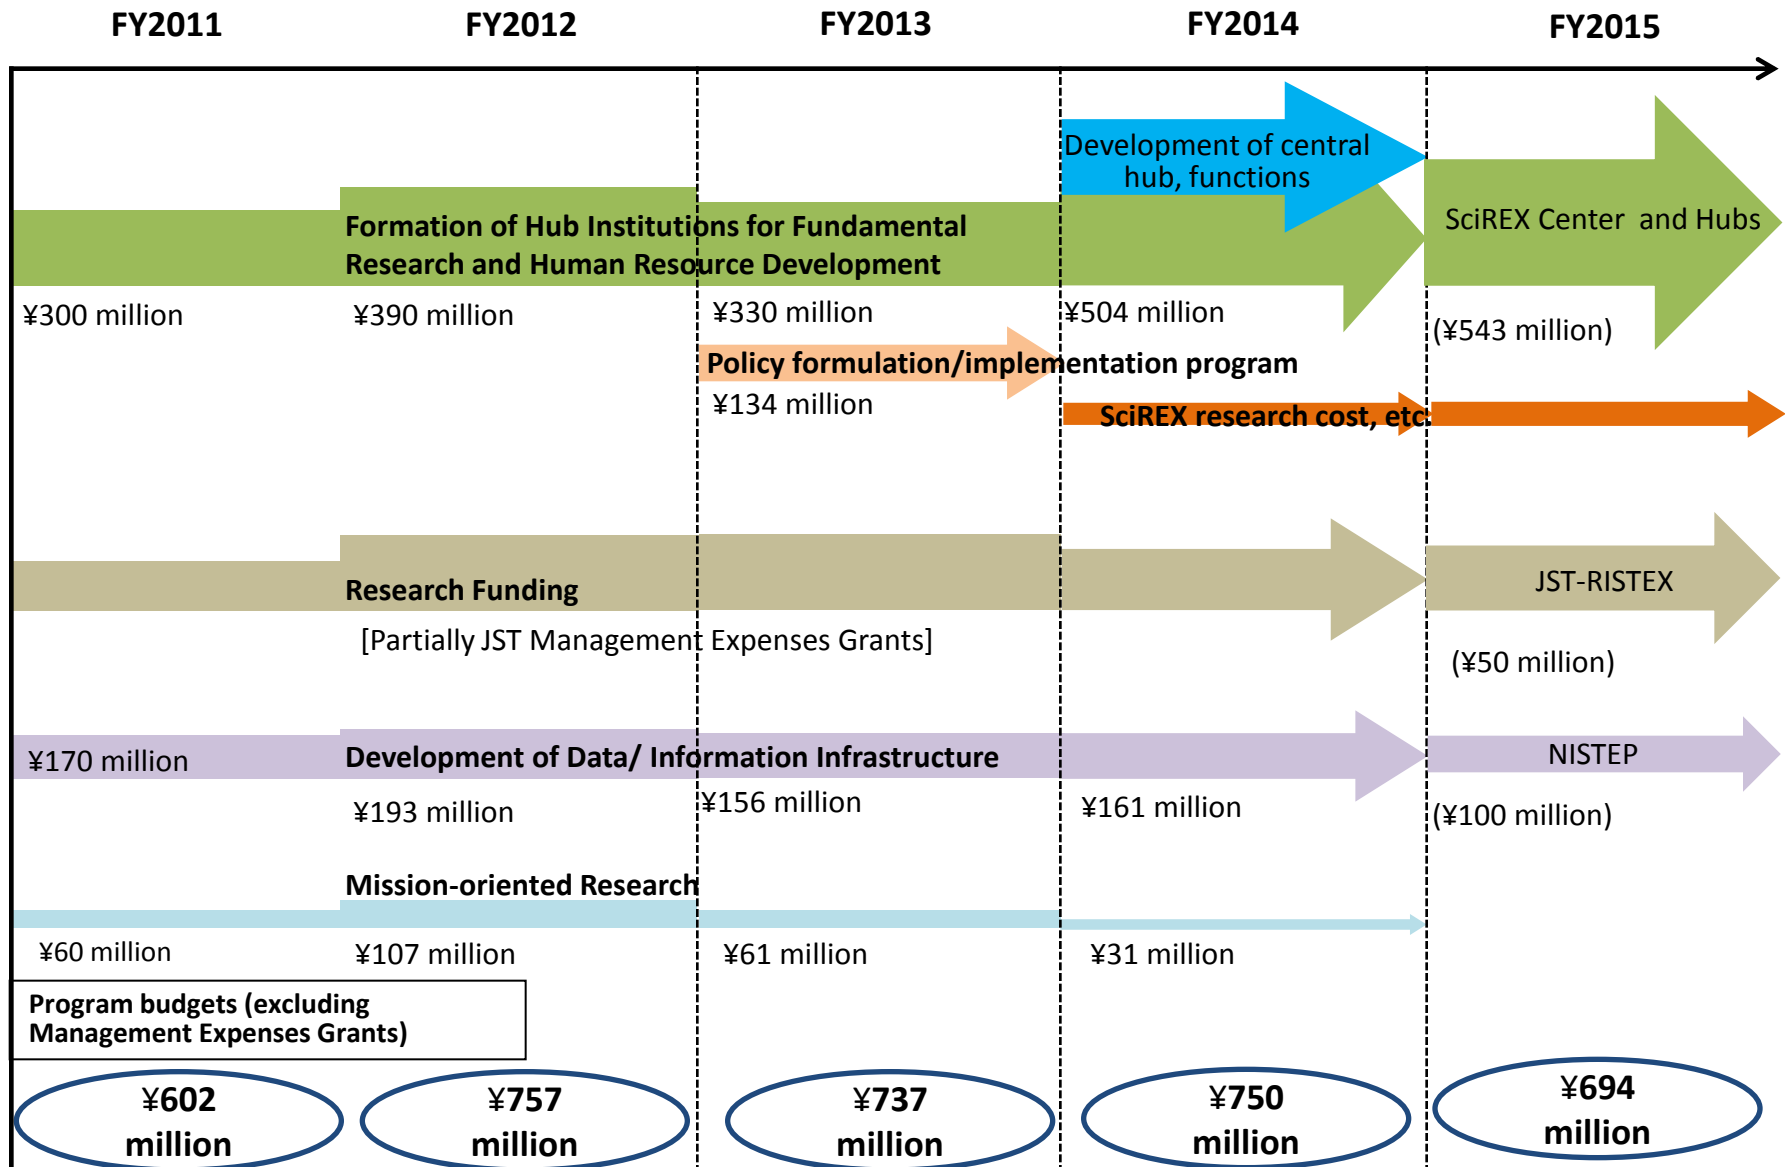 FY2011 FY2012 FY2013 FY2014 FY2015
Development of central
hub, functions
SciREX Center and Hubs
Formation of Hub Institutions for Fundamental
Research and Human Resource Development
¥300 million ¥390 million ¥330 million ¥504 million (¥543 million)
Policy formulation/implementation program
¥134 million
SciREX research cost, etc.
Research Funding
JST-RISTEX
[Partially JST Management Expenses Grants]
(¥50 million)
¥170 million
Development of Data/ Information Infrastructure
NISTEP
¥193 million ¥156 million ¥161 million (¥100 million)
Mission-oriented Research
¥60 million ¥107 million ¥61 million ¥31 million
Program budgets (excluding
Management Expenses Grants)
¥602
million
¥757
million
¥737
million
¥750
million
¥694
million